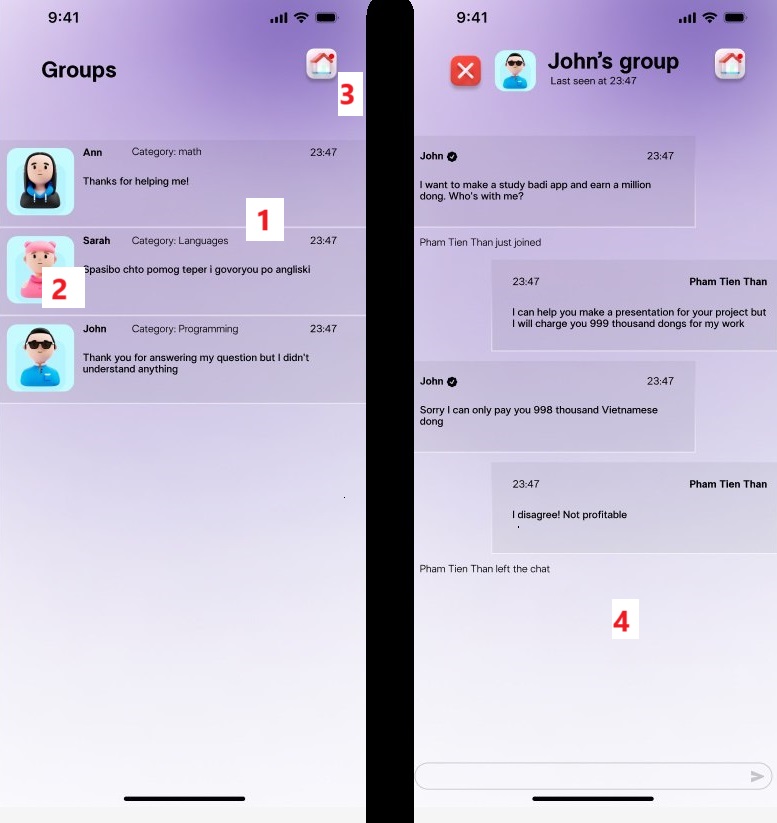 9:41
Groups
3
Ann Category: math 23:47
Thanks for helping me!
1
Sarah Category: Languages 23:47
Spasibo chto pomog teper i govoryou po angliski
2
John Category: Programming 23:47
Thank you for answering my question but I didn't
understand anything
9:41
John's group
Last seen at 23:47
John 23:47
I want to make a study badi app and earn a million
dong. Who's with me?
Pham Tien Than just joined
23:47 Pham Tien Than
I can help you make a presentation for your project but
I will charge you 999 thousand dongs for my work
John 23:47
Sorry I can only pay you 998 thousand Vietnamese
dong
23:47 Pham Tien Than
I disagree! Not profitable
Pham Tien Than left the chat
4